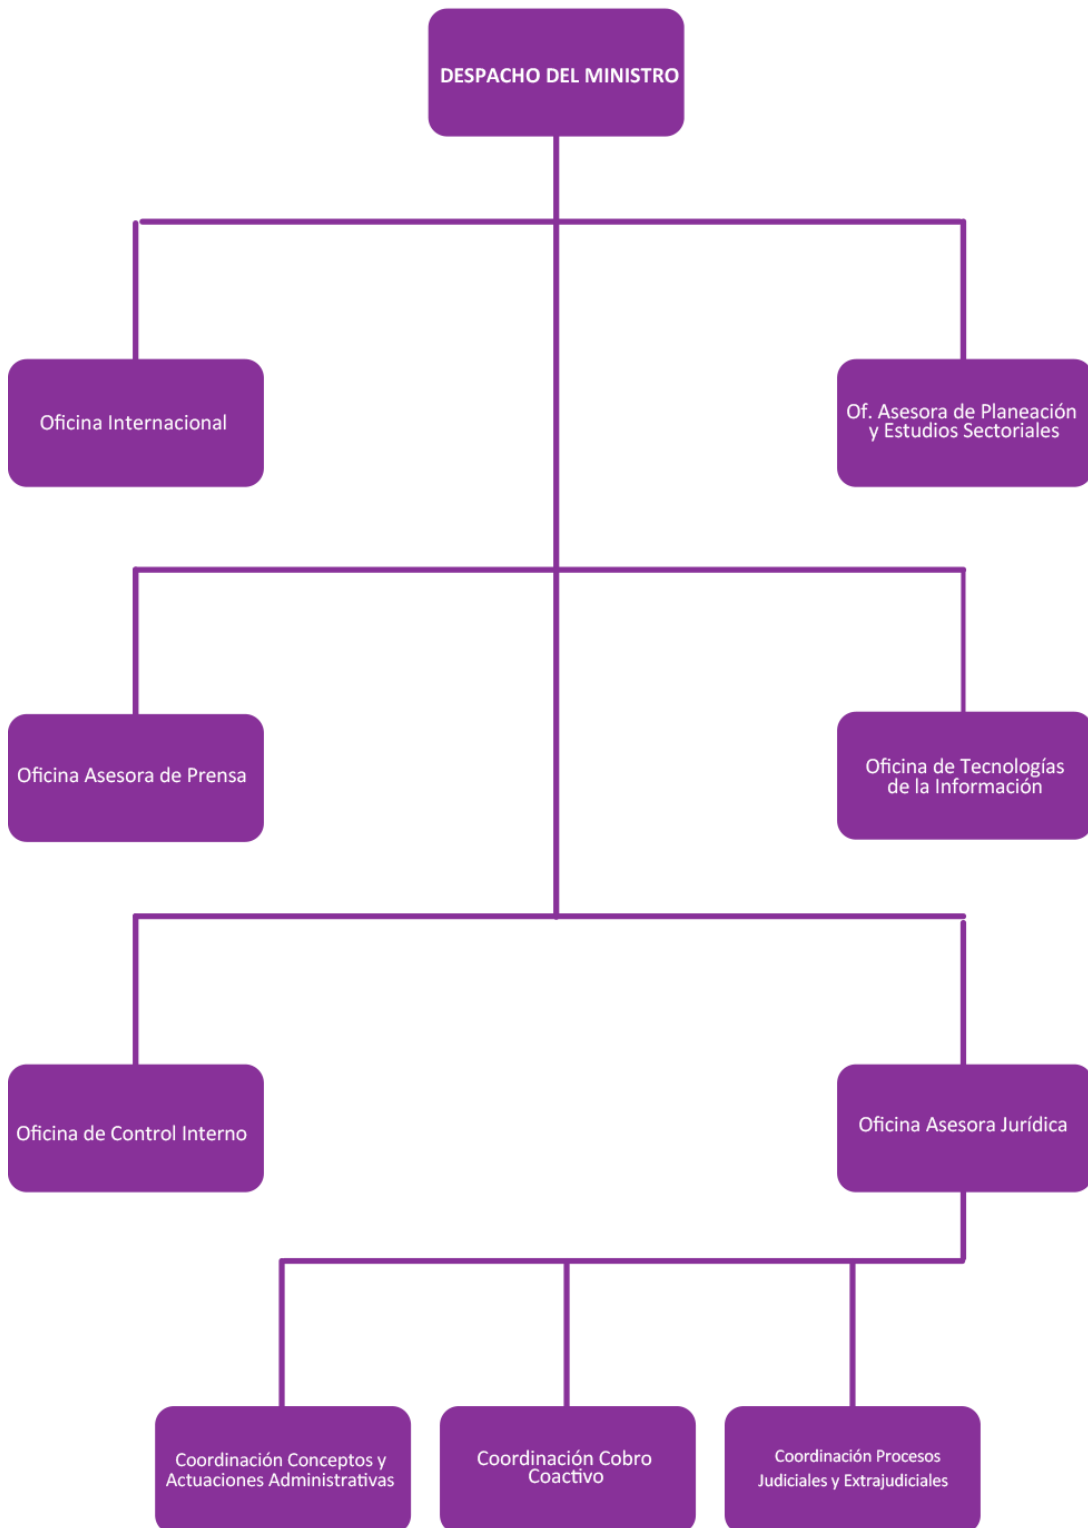 DESPACHO DEL MINISTRO
Oficina Internacional
Of. Asesora de Planeación
y Estudios Sectoriales
Oficina Asesora de Prensa
Oficina de Tecnologías
de la Información
Oficina de Control Interno
Oficina Asesora Jurídica
Coordinación Conceptos y
Actuaciones Administrativas
Coordinación Cobro
Coactivo
Coordinación Procesos
Judiciales y Extrajudiciales